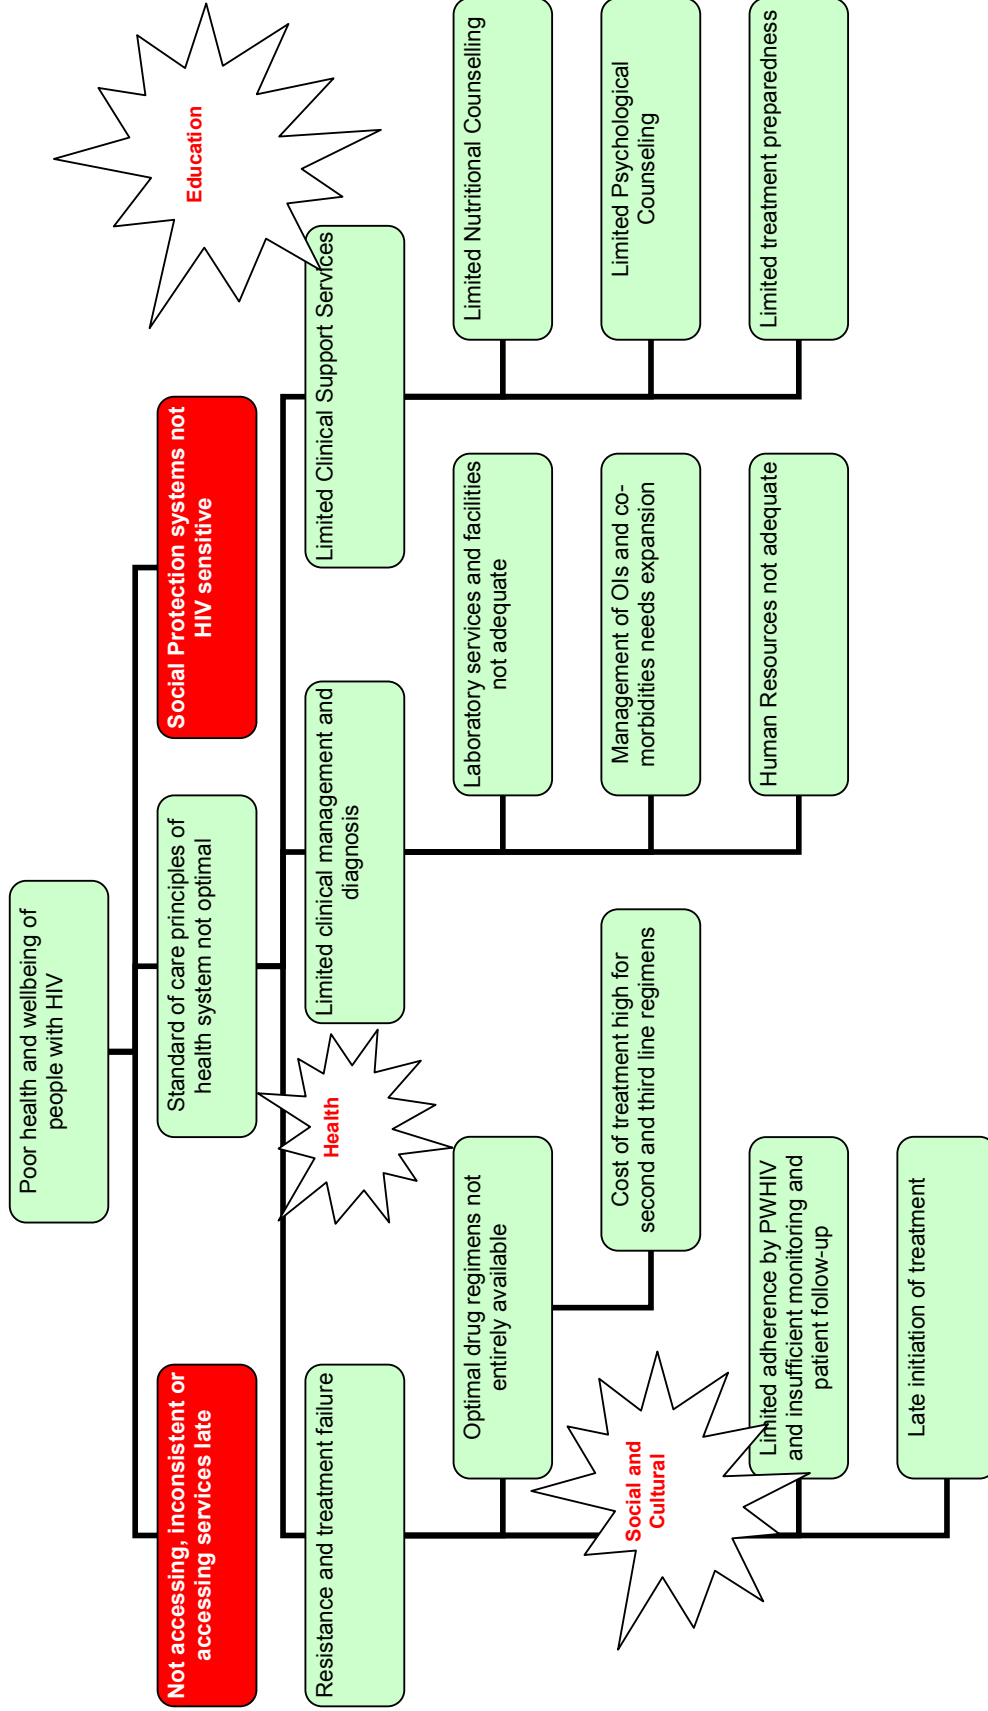 Poor health and wellbeing of
people with HIV
Not accessing, inconsistent or
accessing services late
Standard of care principles of
health system not optimal
Social Protection systems not
HIV sensitive
Resistance and treatment failure
Limited clinical management and
diagnosis
Limited Clinical Support Services
Health
Education
Optimal drug regimens not
entirely available
Laboratory services and facilities
not adequate
Limited Nutritional Counselling
Social and
Cultural
Cost of treatment high for
second and third line regimens
Management of OIs and co-
morbidities needs expansion
Limited Psychological
Counseling
Limited adherence by PWHIV
and insufficient monitoring and
patient follow-up
Human Resources not adequate
Limited treatment preparedness
Late initiation of treatment